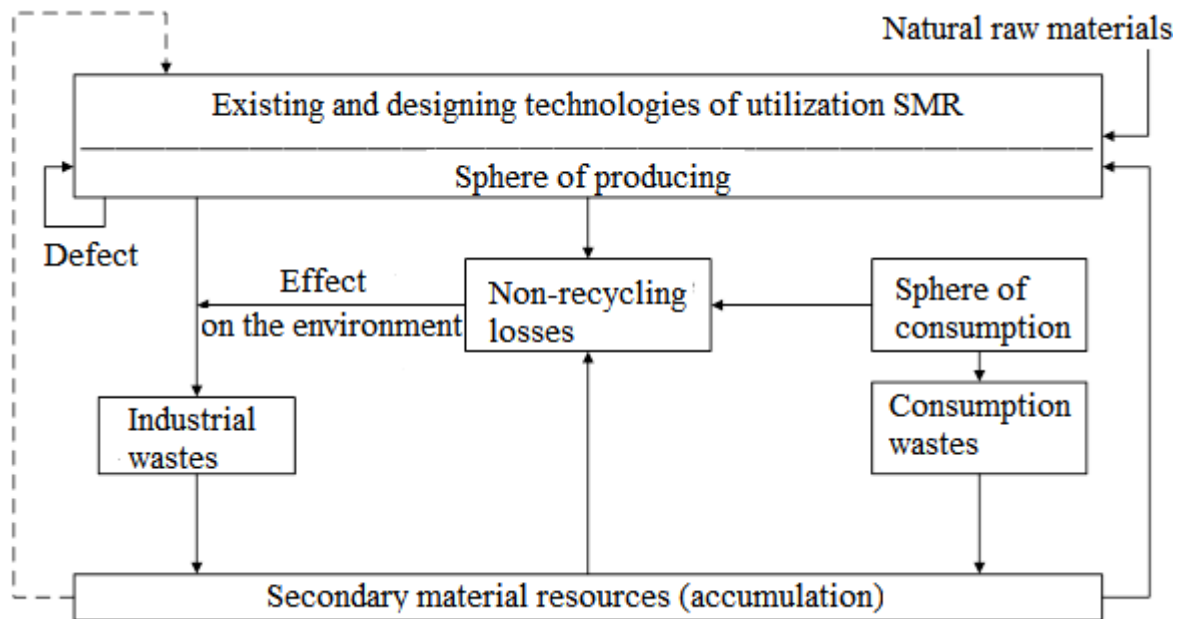 Natural raw materials
Existing and designing technologies of utilization SMR
Sphere of producing
Defect
Effect
on the environment
Non-recycling
losses
Sphere of
consumption
Industrial
wastes
Consumption
wastes
Secondary material resources (accumulation)